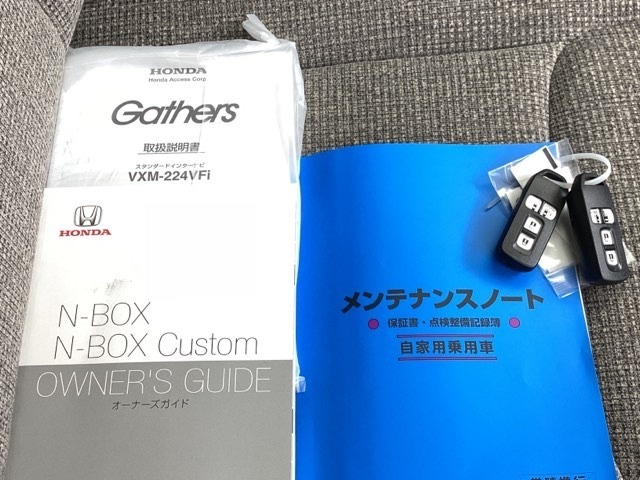 HONDA
Honda Access Corp
Gathers
取扱説明書
スタンダードインターナビ
VXM-224VFi
HONDA
N-BOX
N-BOX Custom
OWNER'S GUIDE
オーナーズガイド
メンテナンスノート
保証書・点検整備記録簿
自家用乗用車